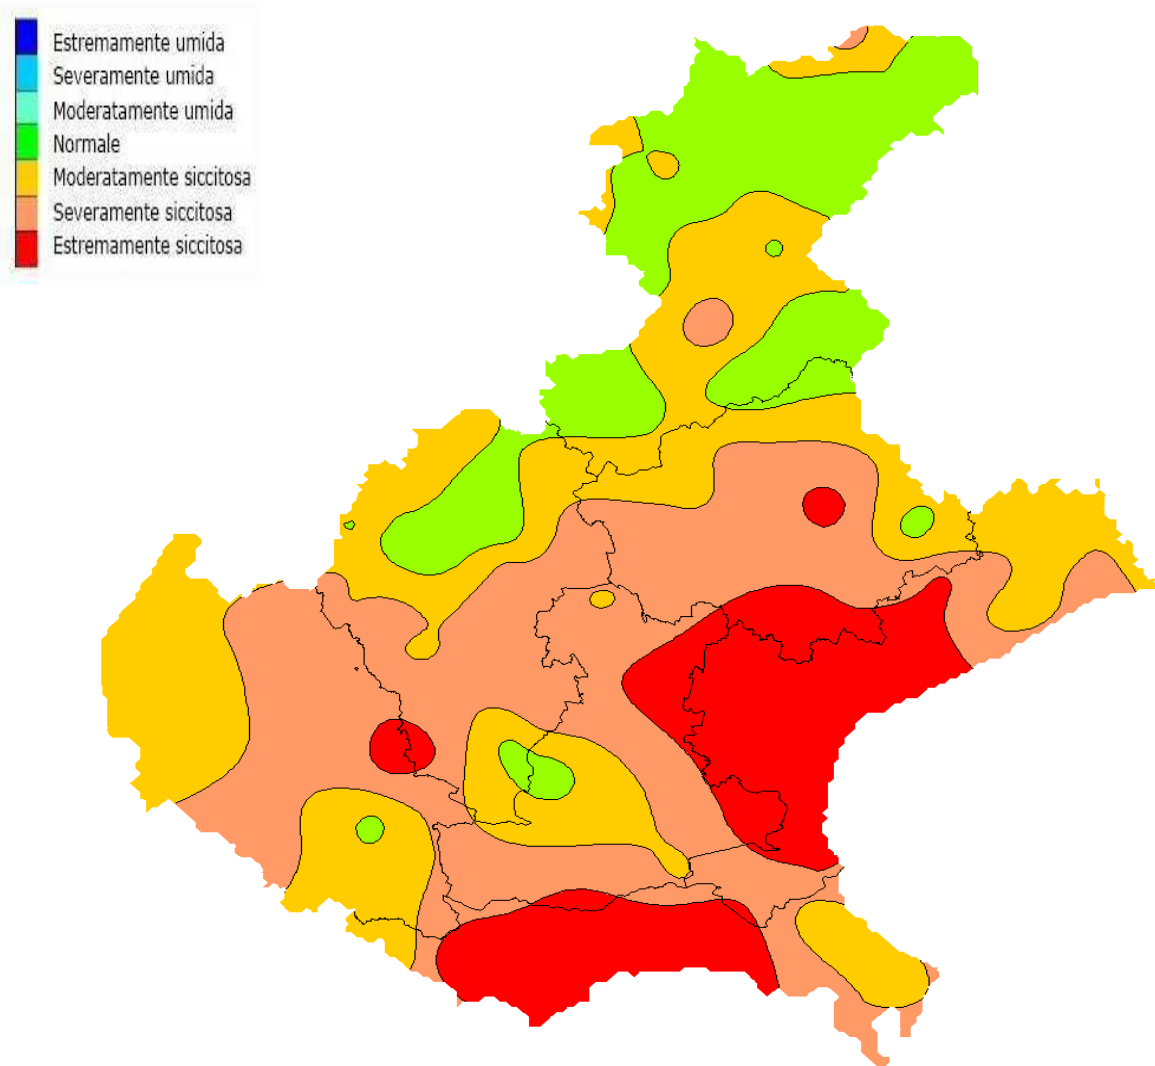 Estremamente umida
Severamente umida
Moderatamente umida
Normale
Moderatamente siccitosa
Severamente siccitosa
Estremamente siccitosa